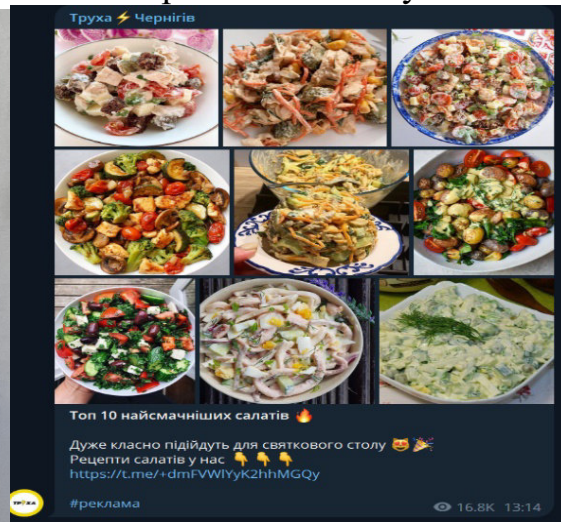 Труха⚡Чернігів
Топ 10 найсмачніших салатів 🔥
Дуже класно підійдуть для святкового столу 😻🎉
Рецепти салатів у нас 👇👇👇
https://t.me/+dmFVWlYyK2hhMGQy
#реклама
ТРУХА
16.8K 13:14